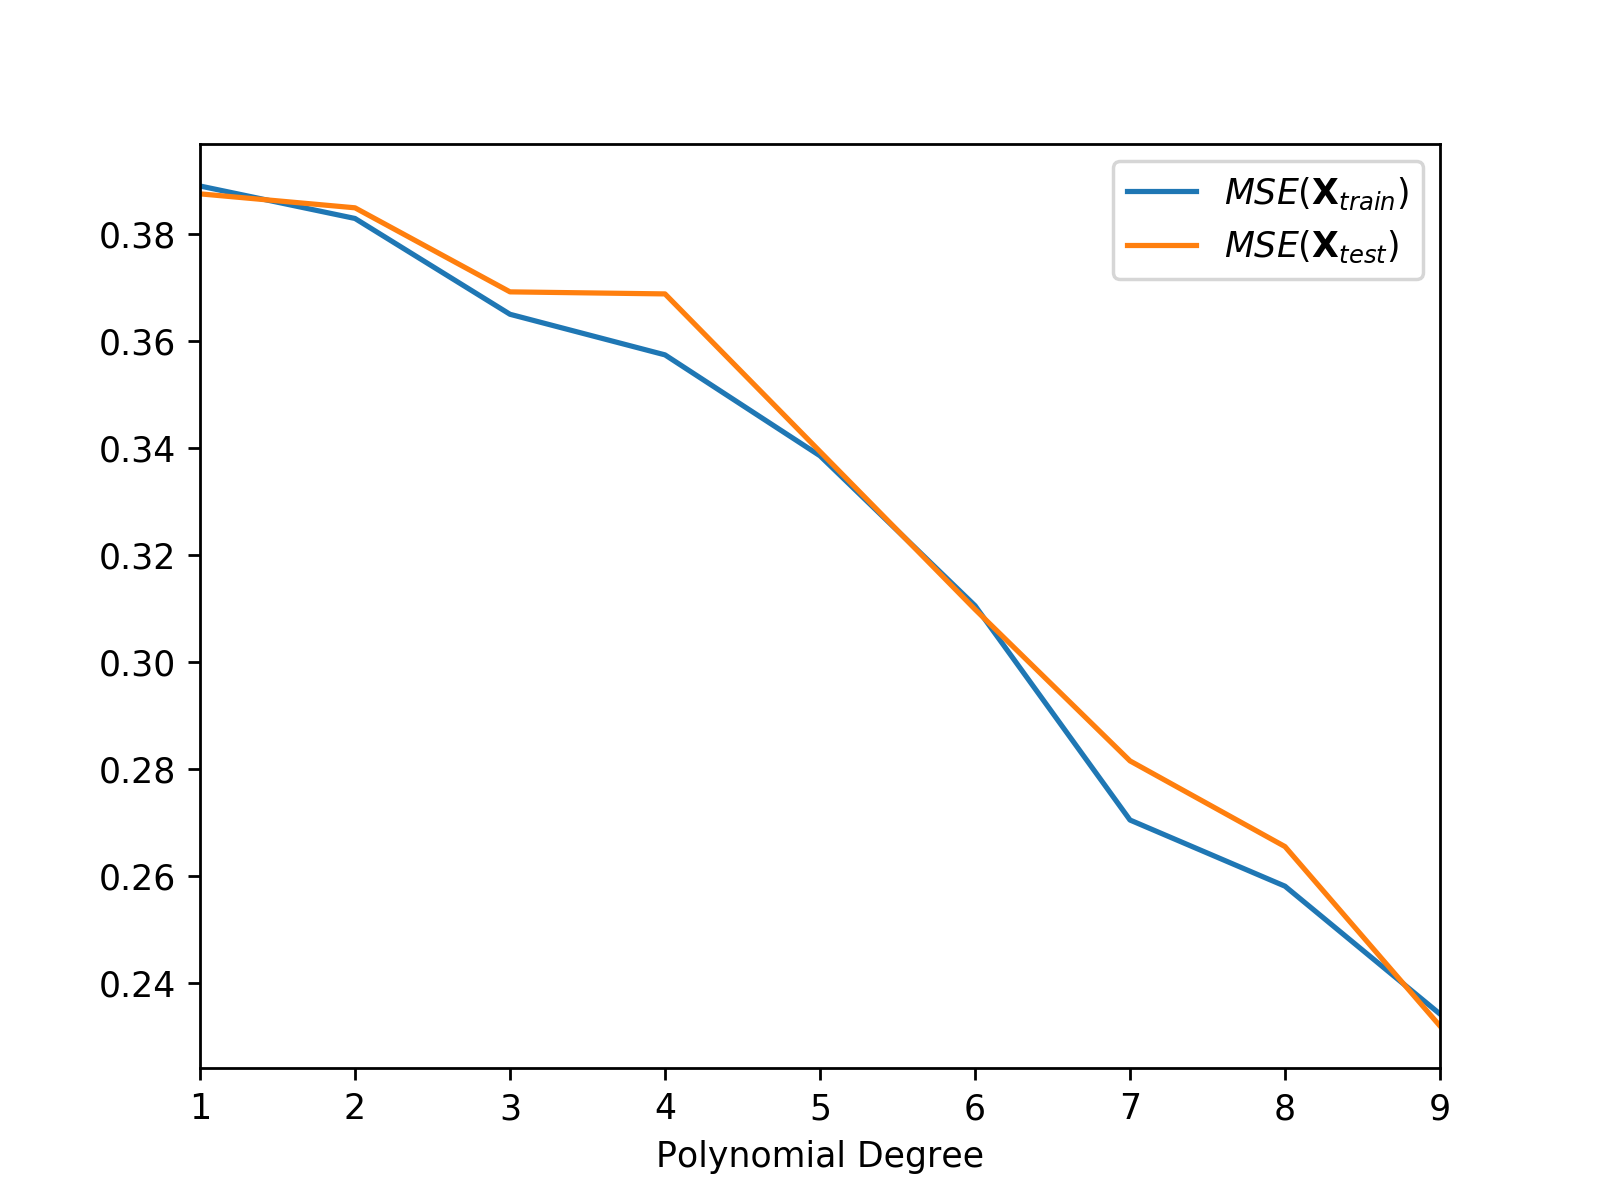 MSE(X_train)
MSE(X_test)
0.38
0.36
0.34
0.32
0.30
0.28
0.26
0.24
1 2 3 4 5 6 7 8 9
Polynomial Degree